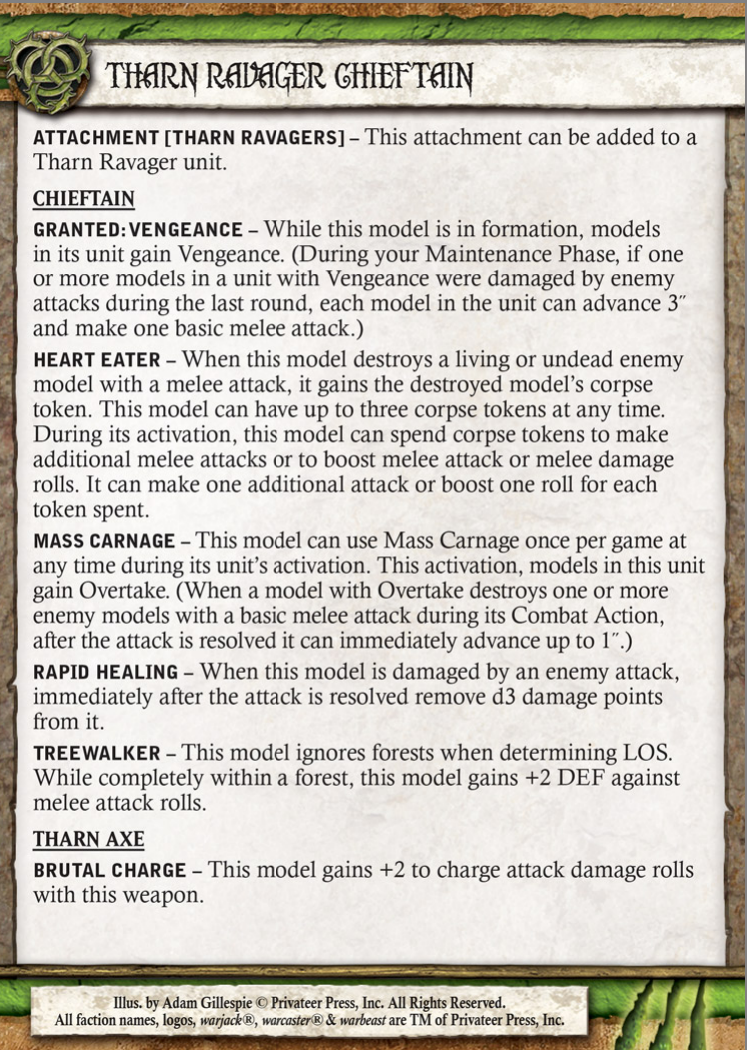 THARN RAVAGER CHIEFTAIN
ATTACHMENT [THARN RAVAGERS] – This attachment can be added to a
Tharn Ravager unit.
CHIEFTAIN
GRANTED: VENGEANCE – While this model is in formation, models
in its unit gain Vengeance. (During your Maintenance Phase, if one
or more models in a unit with Vengeance were damaged by enemy
attacks during the last round, each model in the unit can advance 3˝
and make one basic melee attack.)
HEART EATER – When this model destroys a living or undead enemy
model with a melee attack, it gains the destroyed model's corpse
token. This model can have up to three corpse tokens at any time.
During its activation, this model can spend corpse tokens to make
additional melee attacks or to boost melee attack or melee damage
rolls. It can make one additional attack or boost one roll for each
token spent.
MASS CARNAGE – This model can use Mass Carnage once per game at
any time during its unit's activation. This activation, models in this unit
gain Overtake. (When a model with Overtake destroys one or more
enemy models with a basic melee attack during its Combat Action,
after the attack is resolved it can immediately advance up to 1˝.)
RAPID HEALING – When this model is damaged by an enemy attack,
immediately after the attack is resolved remove d3 damage points
from it.
TREEWALKER – This model ignores forests when determining LOS.
While completely within a forest, this model gains +2 DEF against
melee attack rolls.
THARN AXE
BRUTAL CHARGE – This model gains +2 to charge attack damage rolls
with this weapon.
Illus. by Adam Gillespie © Privateer Press, Inc. All Rights Reserved.
All faction names, logos, warjack®, warcaster® & warbeast are TM of Privateer Press, Inc.